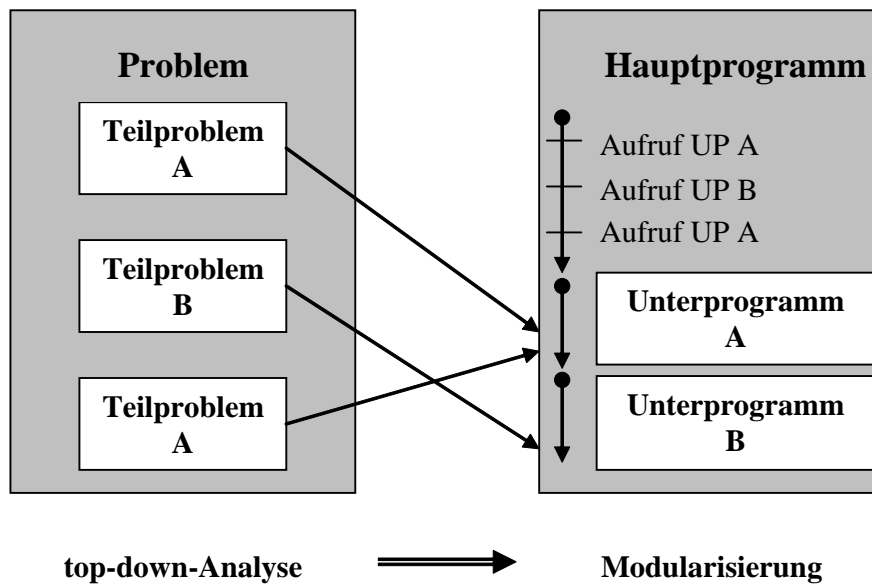 Problem
Teilproblem
A
Teilproblem
B
Teilproblem
A
Hauptprogramm
Aufruf UP A
Aufruf UP B
Aufruf UP A
Unterprogramm
A
Unterprogramm
B
top-down-Analyse
Modularisierung